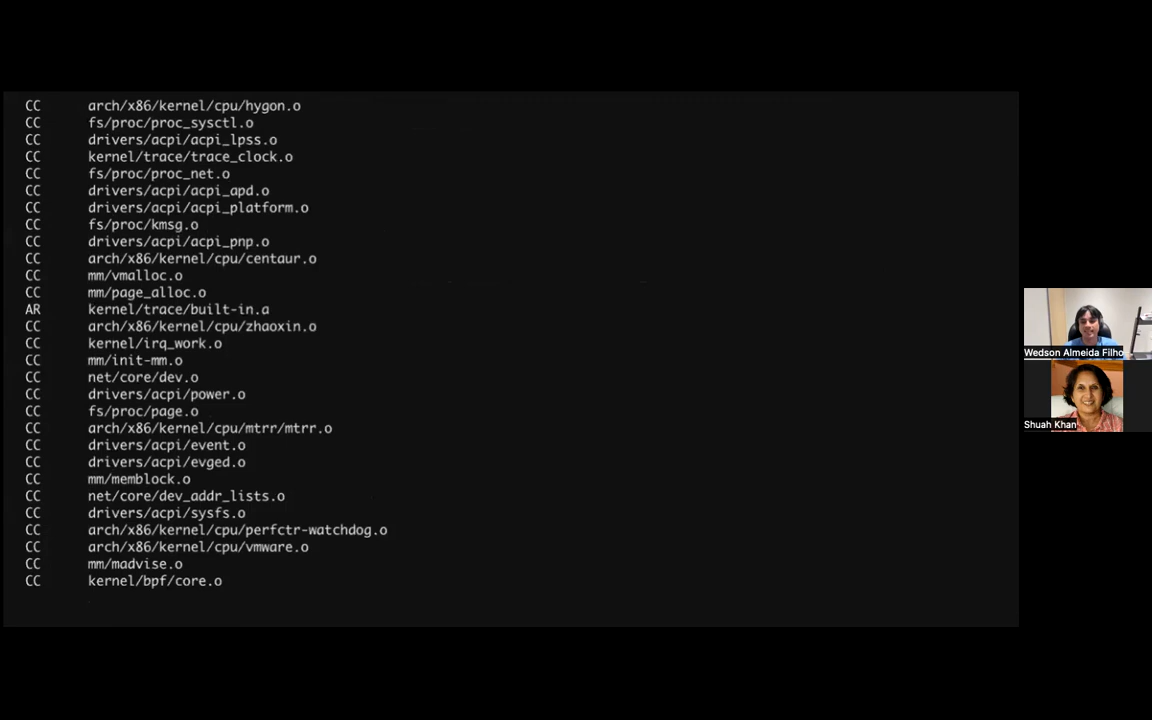 CC arch/x86/kernel/cpu/hygon.o
CC fs/proc/proc_sysctl.o
CC drivers/acpi/acpi_lpss.o
CC kernel/trace/trace_clock.o
CC fs/proc/proc_net.o
CC drivers/acpi/acpi_apd.o
CC drivers/acpi/acpi_platform.o
CC fs/proc/kmsg.o
CC drivers/acpi/acpi_pnp.o
CC arch/x86/kernel/cpu/centaur.o
CC mm/vmalloc.o
CC mm/page_alloc.o
AR kernel/trace/built-in.a
CC arch/x86/kernel/cpu/zhaoxin.o
CC kernel/irq_work.o
CC mm/init-mm.o
CC net/core/dev.o
CC drivers/acpi/power.o
CC fs/proc/page.o
CC arch/x86/kernel/cpu/mtrr/mtrr.o
CC drivers/acpi/event.o
CC drivers/acpi/evged.o
CC mm/memblock.o
CC net/core/dev_addr_lists.o
CC drivers/acpi/sysfs.o
CC arch/x86/kernel/cpu/perfctr-watchdog.o
CC arch/x86/kernel/cpu/vmware.o
CC mm/madvise.o
CC kernel/bpf/core.o
Wedson Almeida Filho
Shuah Khan